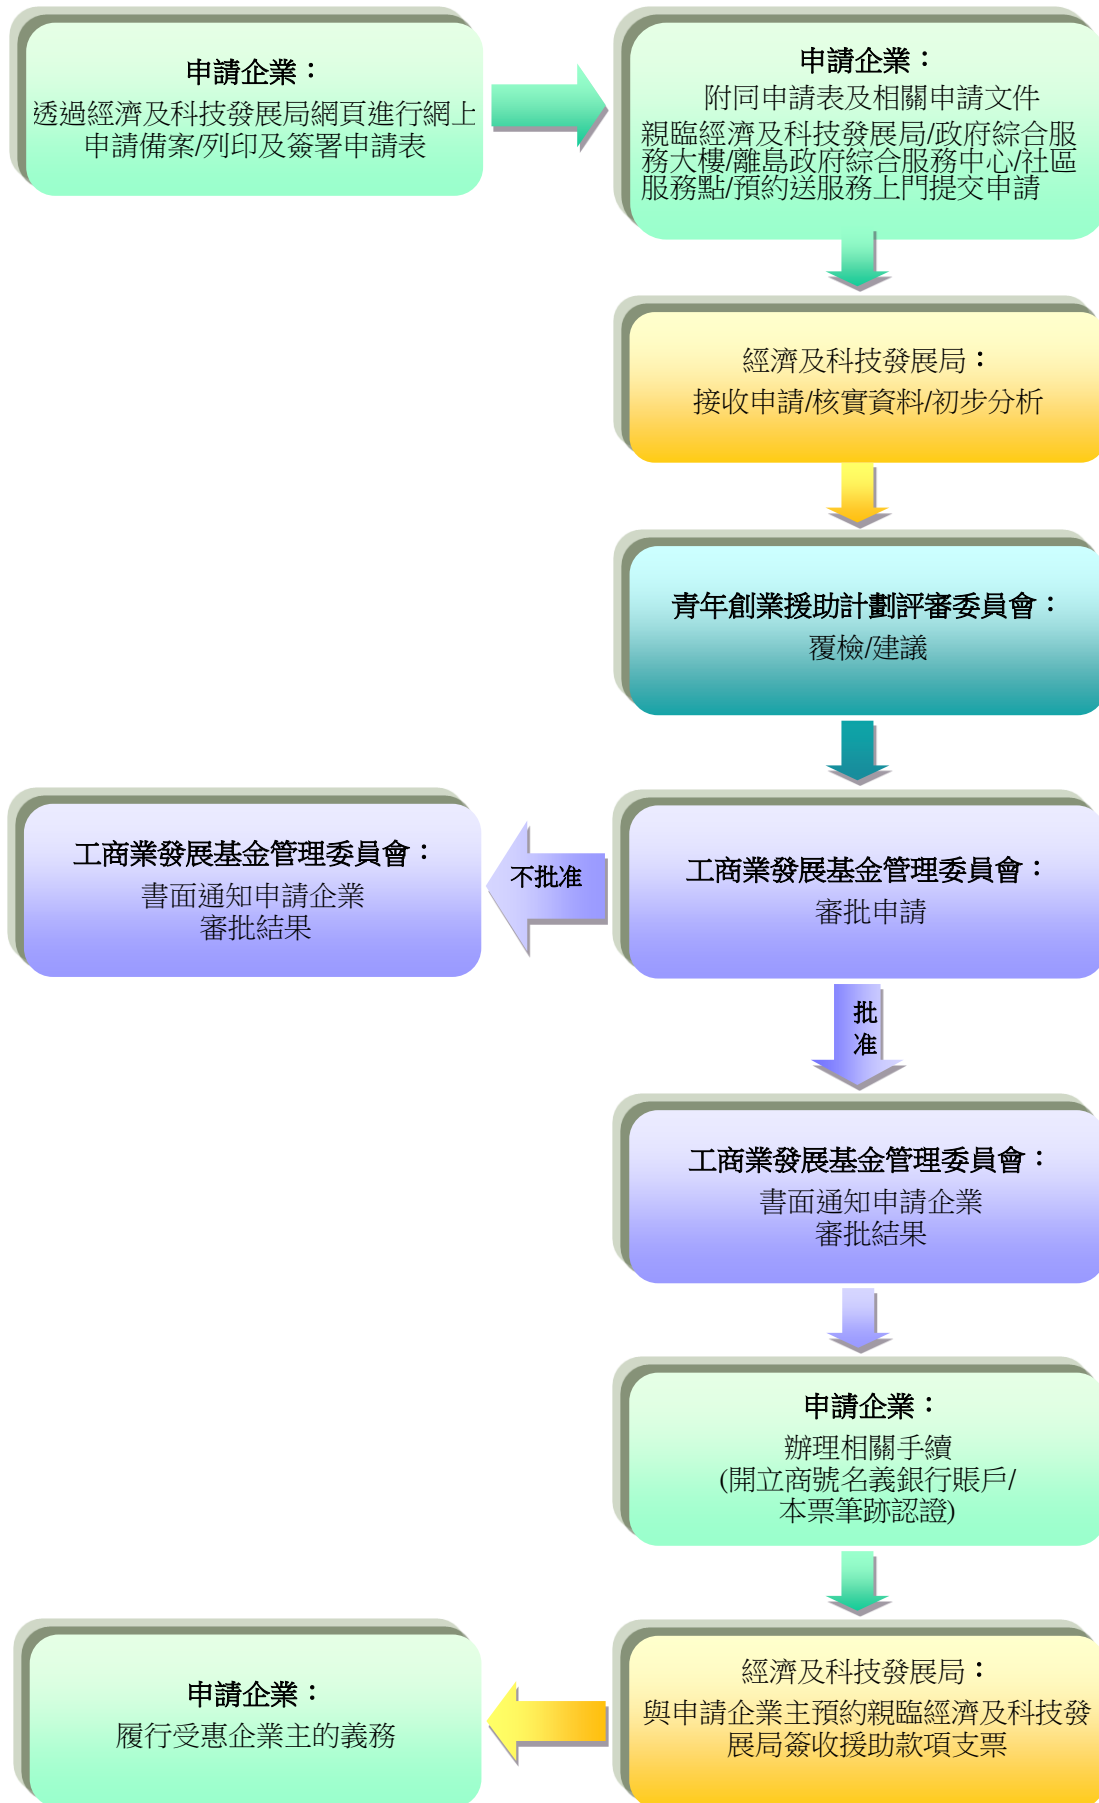 申請企業：
透過經濟及科技發展局網頁進行網上
申請備案/列印及簽署申請表
申請企業：
附同申請表及相關申請文件
親臨經濟及科技發展局/政府綜合服
務大樓/離島政府綜合服務中心/社區
服務點/預約送服務上門提交申請
經濟及科技發展局：
接收申請/核實資料/初步分析
青年創業援助計劃評審委員會：
覆檢/建議
工商業發展基金管理委員會：
審批申請
不批准
工商業發展基金管理委員會：
書面通知申請企業
審批結果
批
准
工商業發展基金管理委員會：
書面通知申請企業
審批結果
申請企業：
辦理相關手續
(開立商號名義銀行賬戶/
本票筆跡認證)
經濟及科技發展局：
與申請企業主預約親臨經濟及科技發
展局簽收援助款項支票
申請企業：
履行受惠企業主的義務